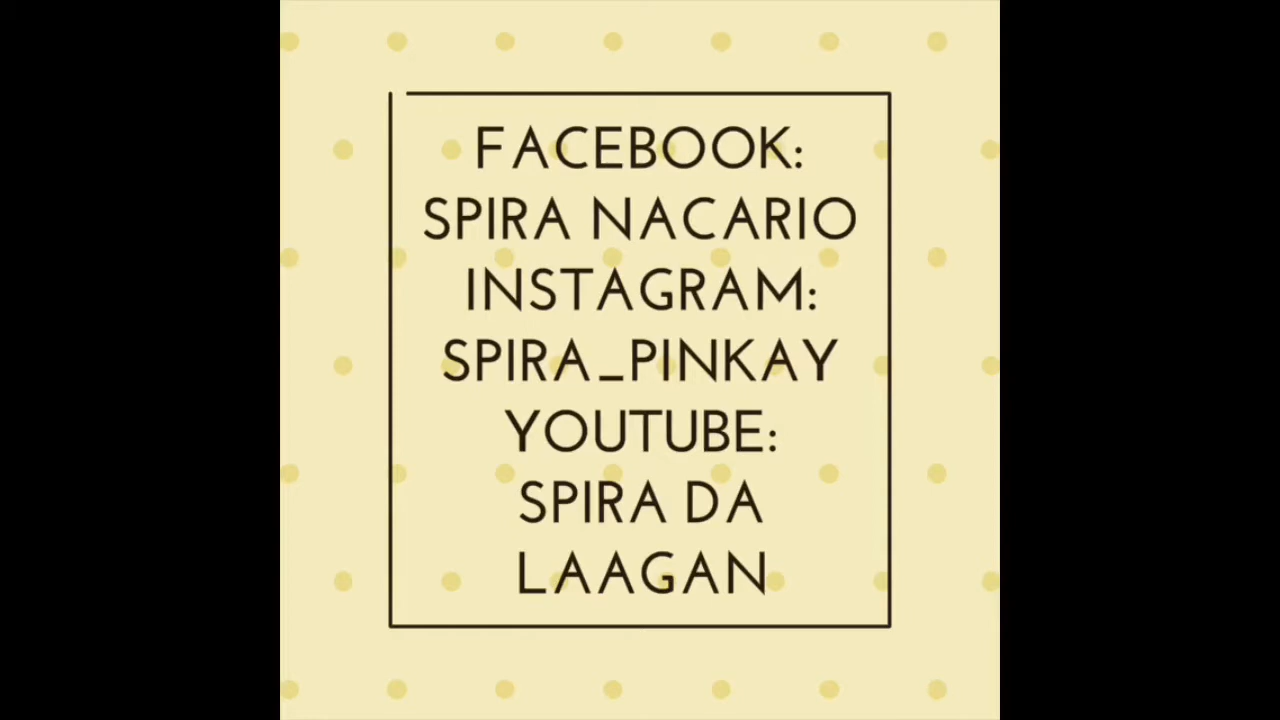 FACEBOOK:
SPIRA NACARIO
INSTAGRAM:
SPIRA_PINKAY
YOUTUBE:
SPIRA DA
LAAGAN